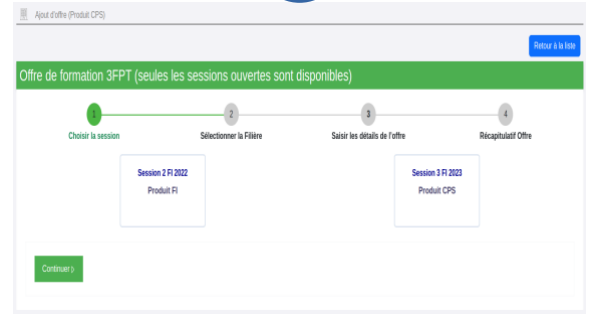 Ajout d'offre (Produit CPS)
Retour à la liste
Offre de formation 3FPT (seules les sessions ouvertes sont disponibles)
1 2 3 4
Choisir la session Sélectionner la Filière Saisir les détails de l'offre Récapitulatif Offre
Session 2 FI 2022 Session 3 FI 2023
Produit FI Produit CPS
Continuer